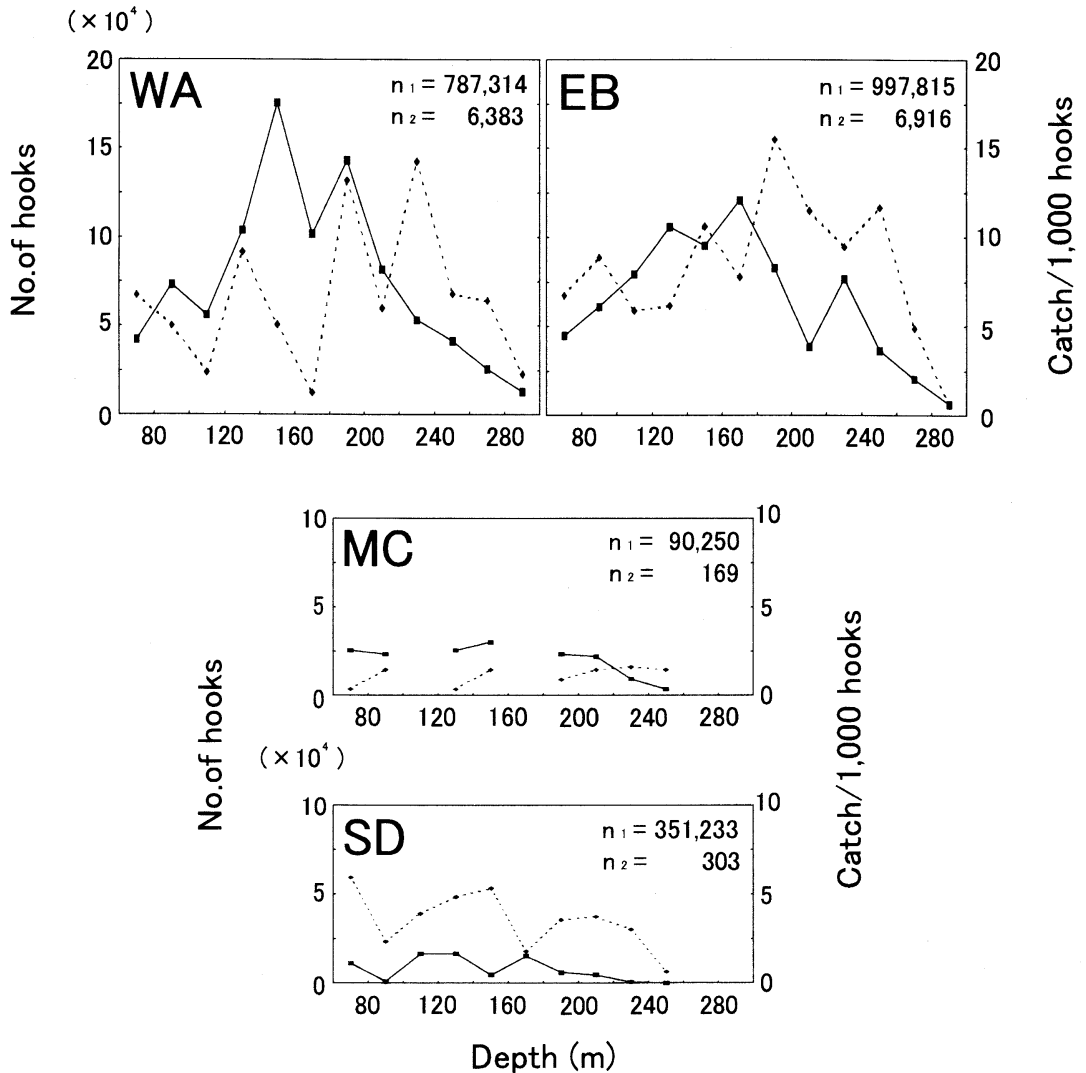 (×10⁴)
No.of hooks
20
15
10
5
0
WA
n₁ = 787,314
n₂ = 6,383
80 120 160 200 240 280
EB
n₁ = 997,815
n₂ = 6,916
80 120 160 200 240 280
20
15
10
5
0
Catch/1,000 hooks
10
5
0
MC
n₁ = 90,250
n₂ = 169
10
5
0
80 120 160 200 240 280
No.of hooks
(×10⁴)
Catch/1,000 hooks
10
5
0
SD
n₁ = 351,233
n₂ = 303
10
5
0
80 120 160 200 240 280
Depth (m)